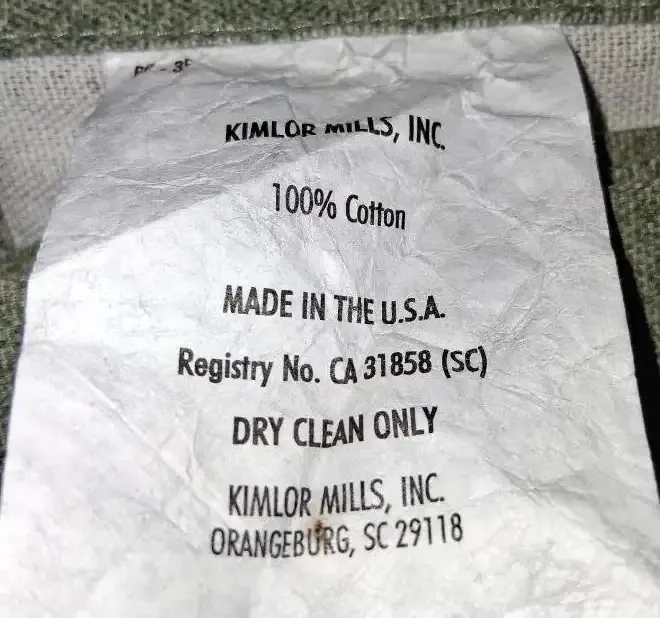 KIMLOR MILLS, INC.
100% Cotton
MADE IN THE U.S.A.
Registry No. CA 31858 (SC)
DRY CLEAN ONLY
KIMLOR MILLS, INC.
ORANGEBURG, SC 29118